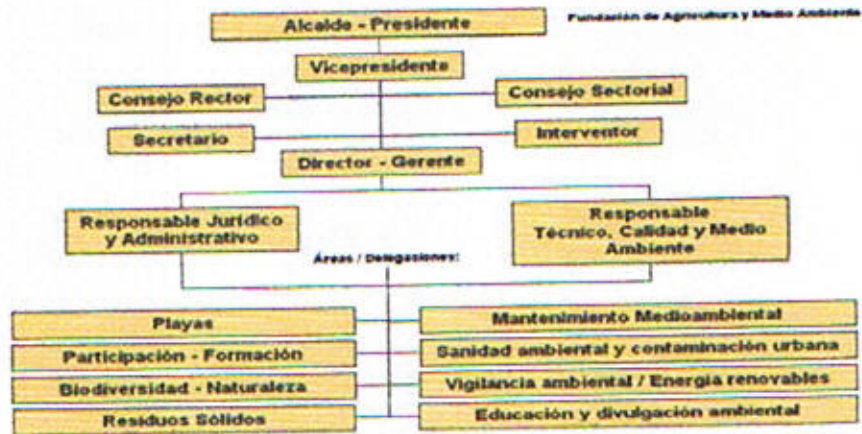 Alcalde - Presidente
Fundación de Agricultura y Medio Ambiente
Vicepresidente
Consejo Rector
Consejo Sectorial
Secretario
Interventor
Director - Gerente
Responsable Jurídico
y Administrativo
Responsable
Técnico, Calidad y Medio
Ambiente
Áreas / Delegasiones:
Playas
Mantenimiento Medioambiental
Participación - Formación
Sanidad ambiental y contaminación urbana
Biodiversidad - Naturaleza
Vigilancia ambiental / Energía renovables
Resíduos Sólidos
Educación y divulgación ambiental